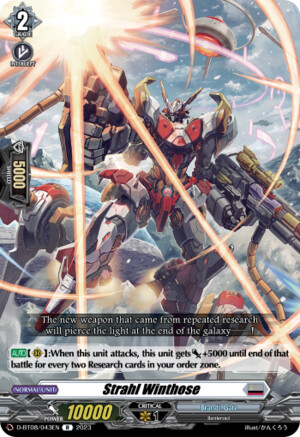 2
GRADE
INTERCEPT
5000
SHIELD
The new weapon that came from repeated research
will pierce the light at the end of the galaxy
AUTO :When this unit attacks, this unit gets +5000 until end of that
battle for every two Research cards in your order zone.
NORMAL UNIT
Strahl Winthose
POWER 10000
CRITICAL
1
Brandt Gate
Battleroid
D-BT08/043EN R 2023
illust/かんくろう